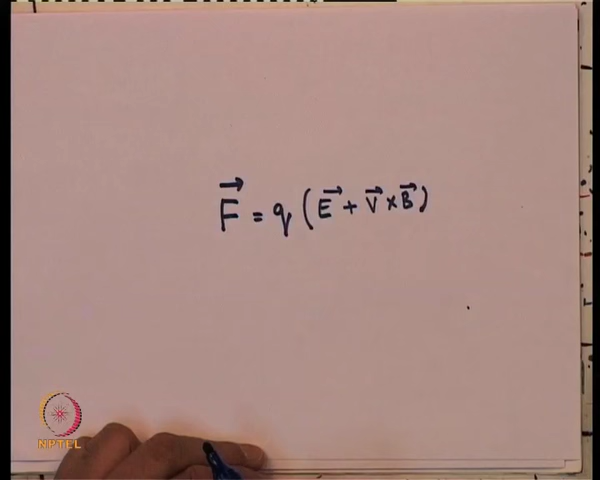 F⃗ = q (E⃗ + V⃗ × B⃗)
NPTEL